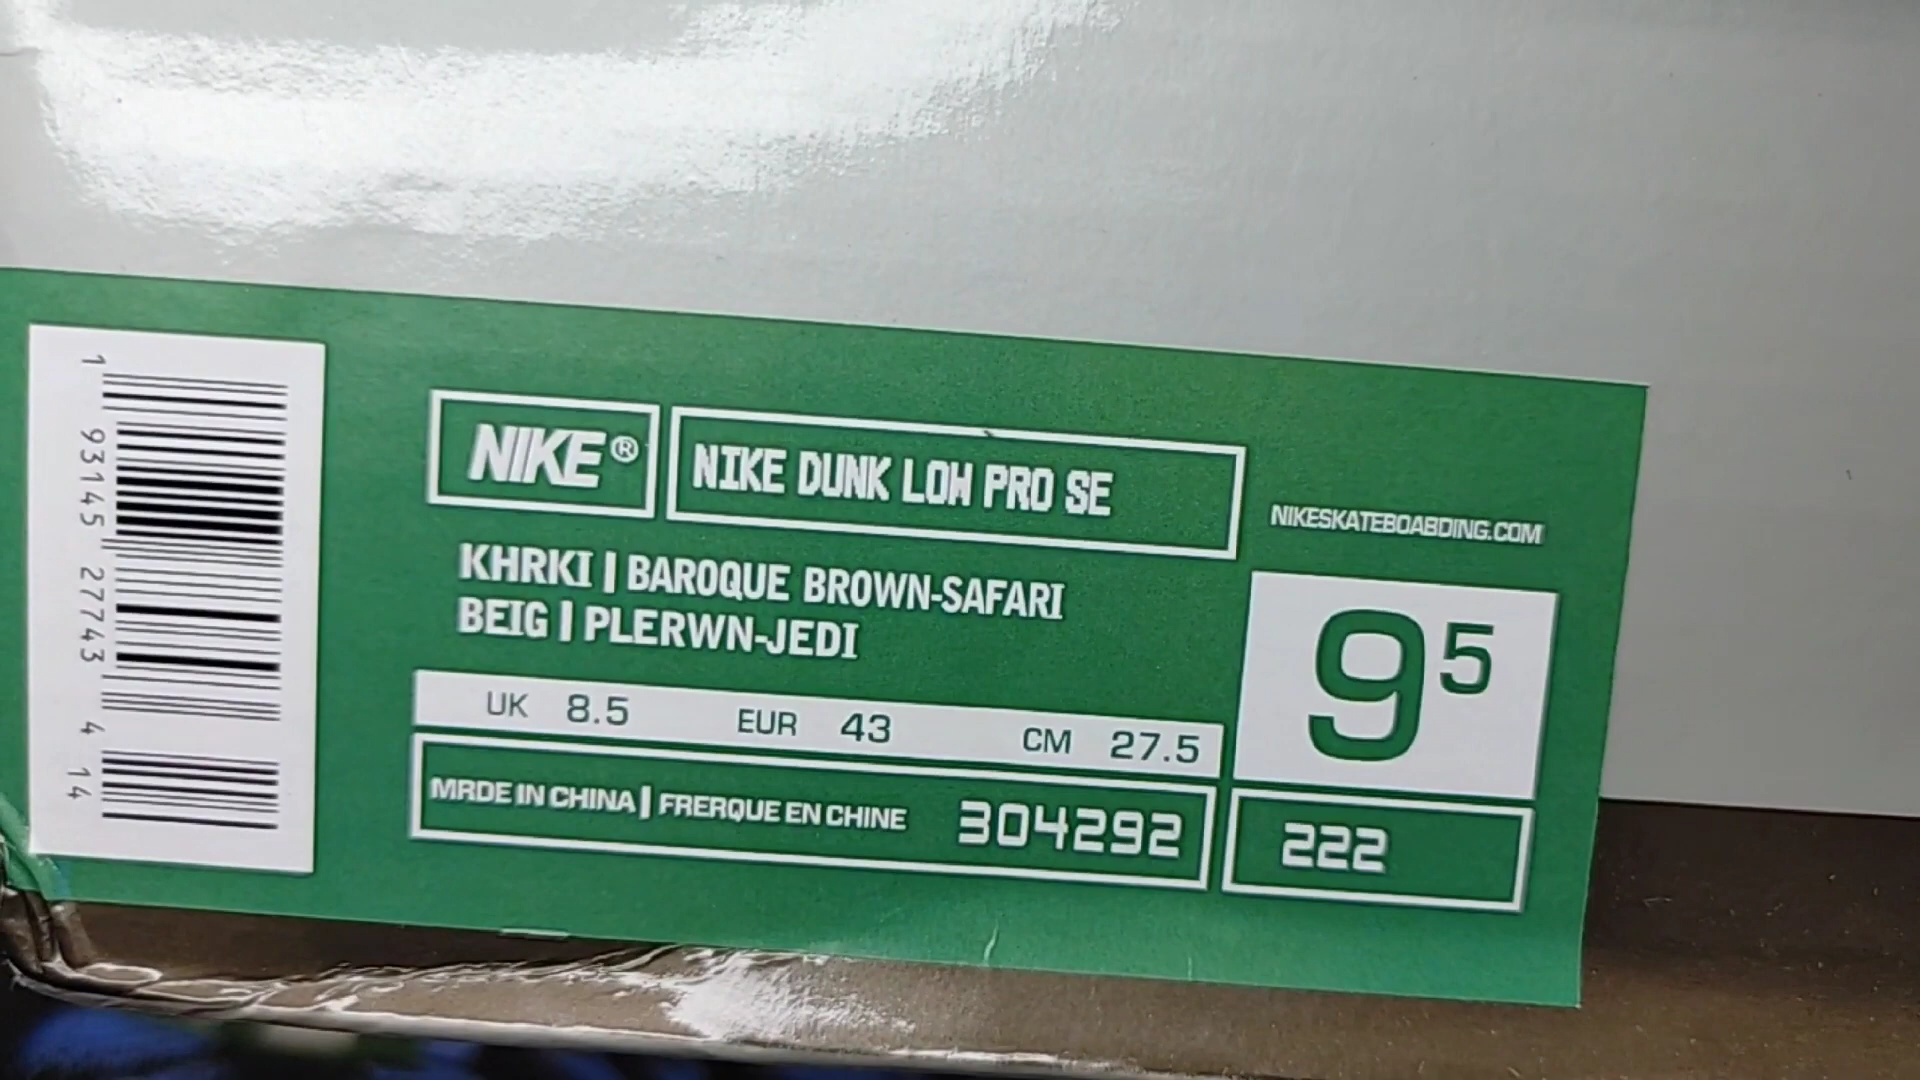 NIKE®
NIKE DUNK LOW PRO SE
NIKESKATEBOABDING.COM
KHRKI | BAROQUE BROWN-SAFARI
BEIG | PLERWN-JEDI
9 5
UK 8.5 EUR 43 CM 27.5
MRDE IN CHINA | FRERQUE EN CHINE 304292
222
1 93145 27743 4 14